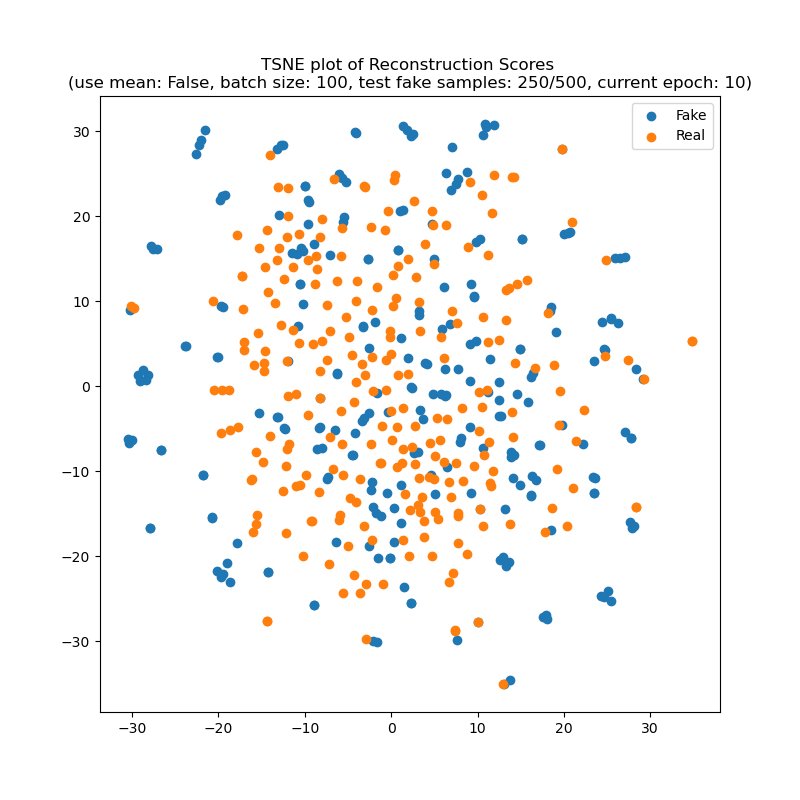 TSNE plot of Reconstruction Scores
(use mean: False, batch size: 100, test fake samples: 250/500, current epoch: 10)
Fake
Real
30
20
10
0
−10
−20
−30
−30 −20 −10 0 10 20 30